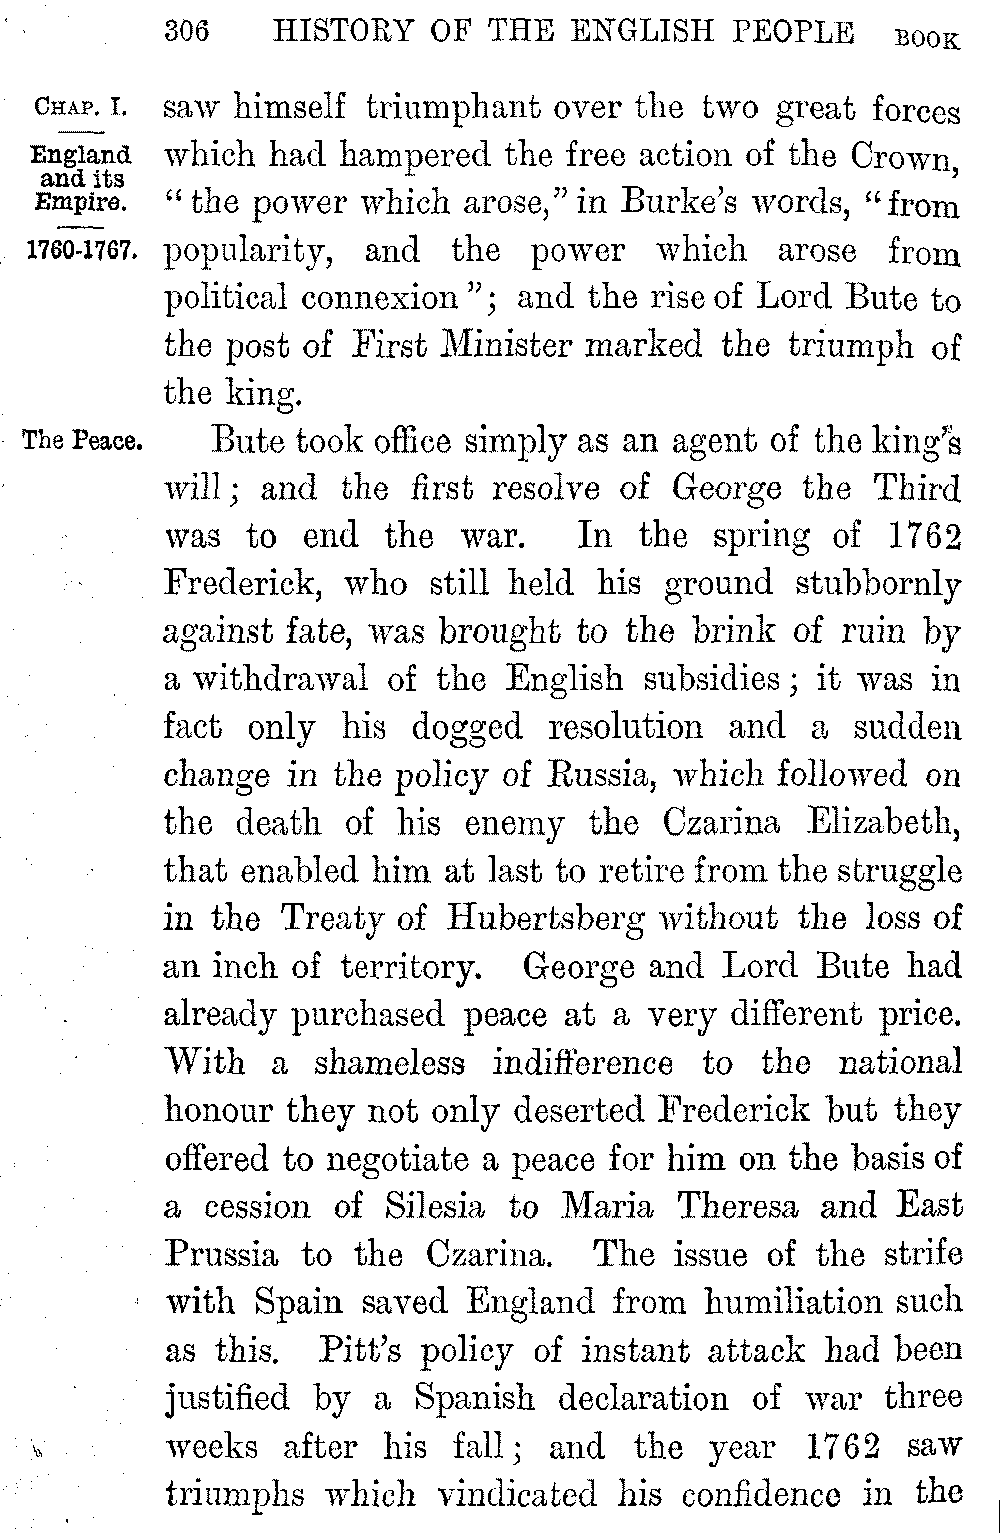 306 HISTORY OF THE ENGLISH PEOPLE BOOK
CHAP. I.
England
and its
Empire.
1760-1767.
saw himself triumphant over the two great forces
which had hampered the free action of the Crown,
“the power which arose,” in Burke’s words, “from
popularity, and the power which arose from
political connexion”; and the rise of Lord Bute to
the post of First Minister marked the triumph of
the king.
The Peace.
Bute took office simply as an agent of the king’s
will; and the first resolve of George the Third
was to end the war. In the spring of 1762
Frederick, who still held his ground stubbornly
against fate, was brought to the brink of ruin by
a withdrawal of the English subsidies; it was in
fact only his dogged resolution and a sudden
change in the policy of Russia, which followed on
the death of his enemy the Czarina Elizabeth,
that enabled him at last to retire from the struggle
in the Treaty of Hubertsberg without the loss of
an inch of territory. George and Lord Bute had
already purchased peace at a very different price.
With a shameless indifference to the national
honour they not only deserted Frederick but they
offered to negotiate a peace for him on the basis of
a cession of Silesia to Maria Theresa and East
Prussia to the Czarina. The issue of the strife
with Spain saved England from humiliation such
as this. Pitt’s policy of instant attack had been
justified by a Spanish declaration of war three
weeks after his fall; and the year 1762 saw
triumphs which vindicated his confidence in the